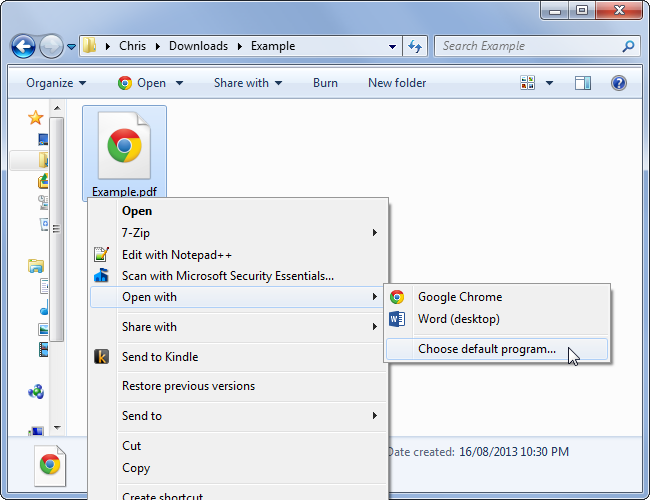 Chris Downloads Example
Search Example
Organize Open Share with Burn New folder
Example.pdf
Open
7-Zip
Edit with Notepad++
Scan with Microsoft Security Essentials...
Open with
Google Chrome
Word (desktop)
Choose default program...
Share with
Send to Kindle
Restore previous versions
Send to
Cut
Copy
Create shortcut
Date created: 16/08/2013 10:30 PM